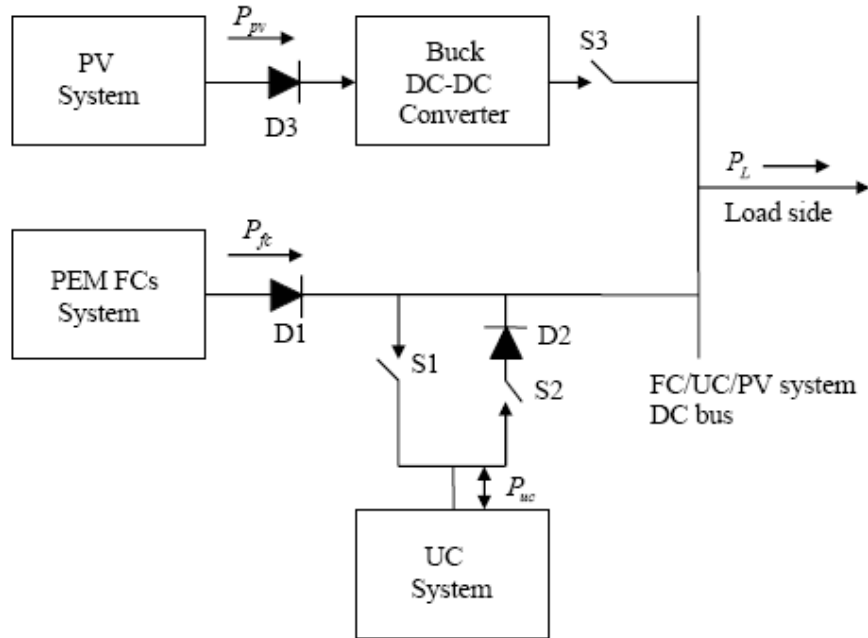 P_pv
PV
System
D3
Buck
DC-DC
Converter
S3
P_L
Load side
P_fc
PEM FCs
System
D1
S1
D2
S2
FC/UC/PV system
DC bus
P_uc
UC
System